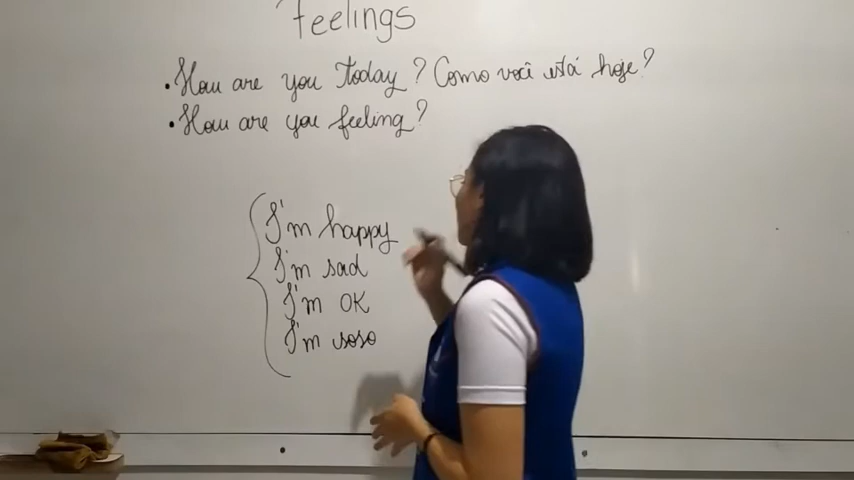 Feelings
• How are you today? Como você está hoje?
• How are you feeling?
I'm happy
I'm sad
I'm OK
I'm soso